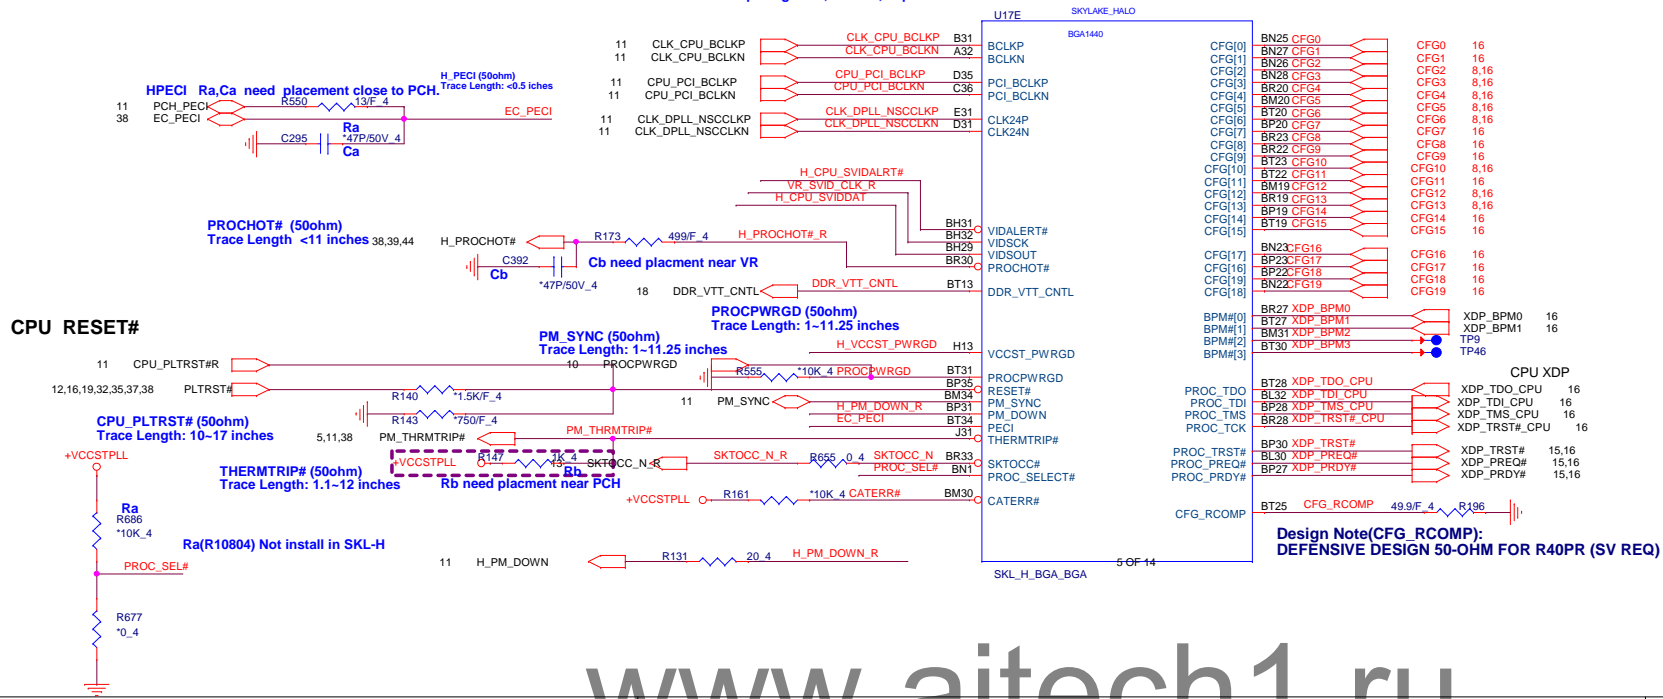 U17E
SKYLAKE_HALO
BGA1440
11 CLK_CPU_BCLKP CLK_CPU_BCLKP B31 BCLKP
11 CLK_CPU_BCLKN CLK_CPU_BCLKN A32 BCLKN
11 CPU_PCI_BCLKP CPU_PCI_BCLKP D35 PCI_BCLKP
11 CPU_PCI_BCLKN CPU_PCI_BCLKN C36 PCI_BCLKN
11 CLK_DPLL_NSCCLKP CLK_DPLL_NSCCLKP E31 CLK24P
11 CLK_DPLL_NSCCLKN CLK_DPLL_NSCCLKN D31 CLK24N
H_PECI (50ohm)
Trace Length: <0.5 iches
HPECI Ra,Ca need placement close to PCH.
11 PCH_PECI R550 13/F_4
38 EC_PECI EC_PECI
Ra
C295 *47P/50V_4
Ca
H_CPU_SVIDALRT#
VR_SVID_CLK_R
H_CPU_SVIDDAT
BH31 VIDALERT#
BH32 VIDSCK
BH29 VIDSOUT
BR30 PROCHOT#
PROCHOT# (50ohm)
Trace Length <11 inches
38,39,44 H_PROCHOT# R173 499/F_4 H_PROCHOT#_R
C392 Cb need placment near VR
Cb
*47P/50V_4
18 DDR_VTT_CNTL DDR_VTT_CNTL BT13 DDR_VTT_CNTL
PROCPWRGD (50ohm)
Trace Length: 1~11.25 inches
CPU RESET#
PM_SYNC (50ohm)
Trace Length: 1~11.25 inches
H_VCCST_PWRGD H13 VCCST_PWRGD
11 CPU_PLTRST#R
10 PROCPWRGD
R555 *10K_4 PROCPWRGD BT31 PROCPWRGD
12,16,19,32,35,37,38 PLTRST# R140 *1.5K/F_4 BP35 RESET#
11 PM_SYNC BM34 PM_SYNC
R143 *750/F_4
H_PM_DOWN_R BP31 PM_DOWN
EC_PECI BT34 PECI
CPU_PLTRST# (50ohm)
Trace Length: 10~17 inches
5,11,38 PM_THRMTRIP# PM_THRMTRIP# J31 THERMTRIP#
+VCCSTPLL
+VCCSTPLL R147 1K_4
Rb
13 SKTOCC_N_R SKTOCC_N_R R655 0_4 SKTOCC_N BR33 SKTOCC#
PROC_SEL# BN1 PROC_SELECT#
THERMTRIP# (50ohm)
Trace Length: 1.1~12 inches
Rb need placment near PCH
+VCCSTPLL R161 *10K_4 CATERR# BM30 CATERR#
Ra
R686
*10K_4
Ra(R10804) Not install in SKL-H
PROC_SEL#
11 H_PM_DOWN R131 20_4 H_PM_DOWN_R
R677
*0_4
SKL_H_BGA_BGA
5 OF 14
CFG[0] BN25 CFG0 CFG0 16
CFG[1] BN27 CFG1 CFG1 16
CFG[2] BN26 CFG2 CFG2 8,16
CFG[3] BN28 CFG3 CFG3 8,16
CFG[4] BR20 CFG4 CFG4 8,16
CFG[5] BM20 CFG5 CFG5 8,16
CFG[6] BT20 CFG6 CFG6 8,16
CFG[7] BP20 CFG7 CFG7 16
CFG[8] BR23 CFG8 CFG8 16
CFG[9] BR22 CFG9 CFG9 16
CFG[10] BT23 CFG10 CFG10 8,16
CFG[11] BT22 CFG11 CFG11 16
CFG[12] BM19 CFG12 CFG12 8,16
CFG[13] BR19 CFG13 CFG13 8,16
CFG[14] BP19 CFG14 CFG14 16
CFG[15] BT19 CFG15 CFG15 16
CFG[17] BN23 CFG16 CFG16 16
CFG[16] BP23 CFG17 CFG17 16
CFG[19] BP22 CFG18 CFG18 16
CFG[18] BN22 CFG19 CFG19 16
BPM#[0] BR27 XDP_BPM0 XDP_BPM0 16
BPM#[1] BT27 XDP_BPM1 XDP_BPM1 16
BPM#[2] BM31 XDP_BPM2 TP9
BPM#[3] BT30 XDP_BPM3 TP46
CPU XDP
PROC_TDO BT28 XDP_TDO_CPU XDP_TDO_CPU 16
PROC_TDI BL32 XDP_TDI_CPU XDP_TDI_CPU 16
PROC_TMS BP28 XDP_TMS_CPU XDP_TMS_CPU 16
PROC_TCK BR28 XDP_TRST#_CPU XDP_TRST#_CPU 16
PROC_TRST# BP30 XDP_TRST# XDP_TRST# 15,16
PROC_PREQ# BL30 XDP_PREQ# XDP_PREQ# 15,16
PROC_PRDY# BP27 XDP_PRDY# XDP_PRDY# 15,16
CFG_RCOMP BT25 CFG_RCOMP 49.9/F_4 R196
Design Note(CFG_RCOMP):
DEFENSIVE DESIGN 50-OHM FOR R40PR (SV REQ)
www.aitech1.ru